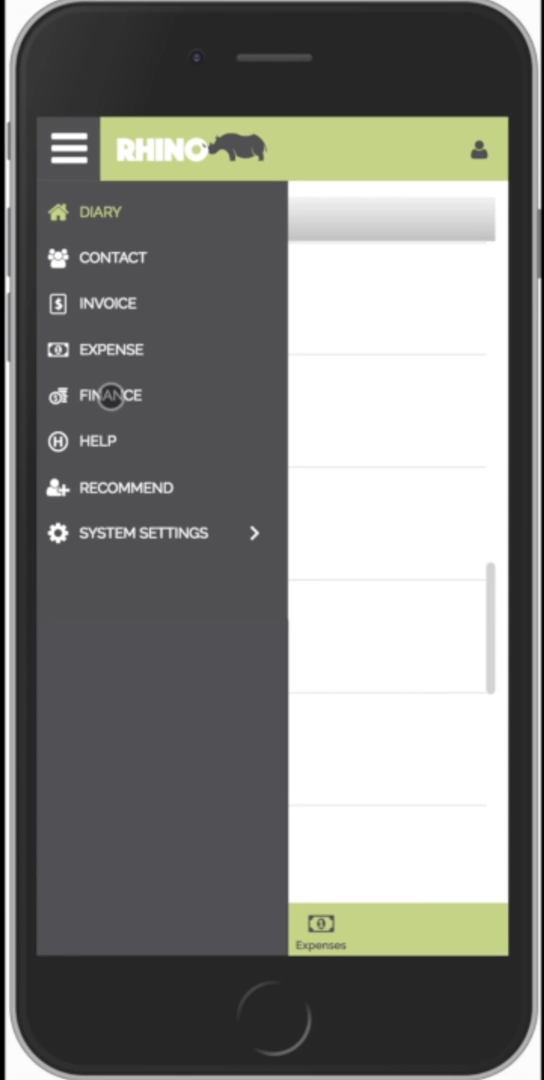 RHINO
DIARY
CONTACT
INVOICE
EXPENSE
FINANCE
HELP
RECOMMEND
SYSTEM SETTINGS
Expenses